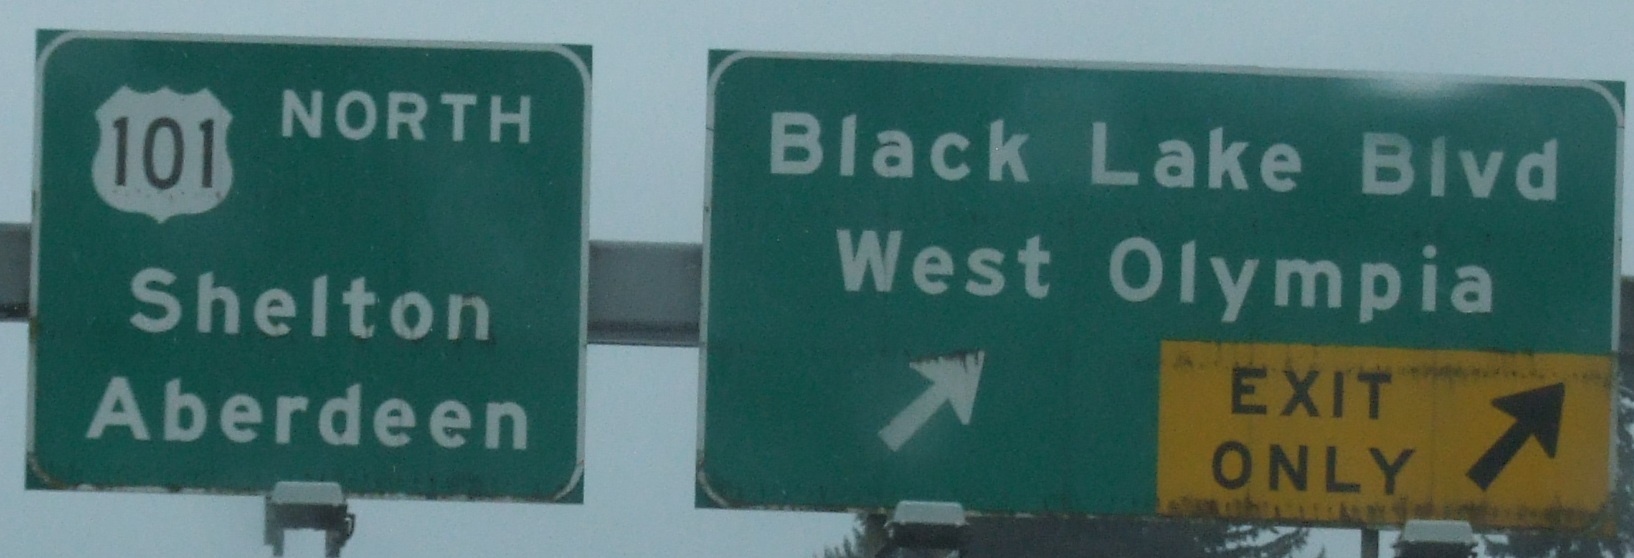 101 NORTH
Shelton
Aberdeen
Black Lake Blvd
West Olympia
EXIT
ONLY